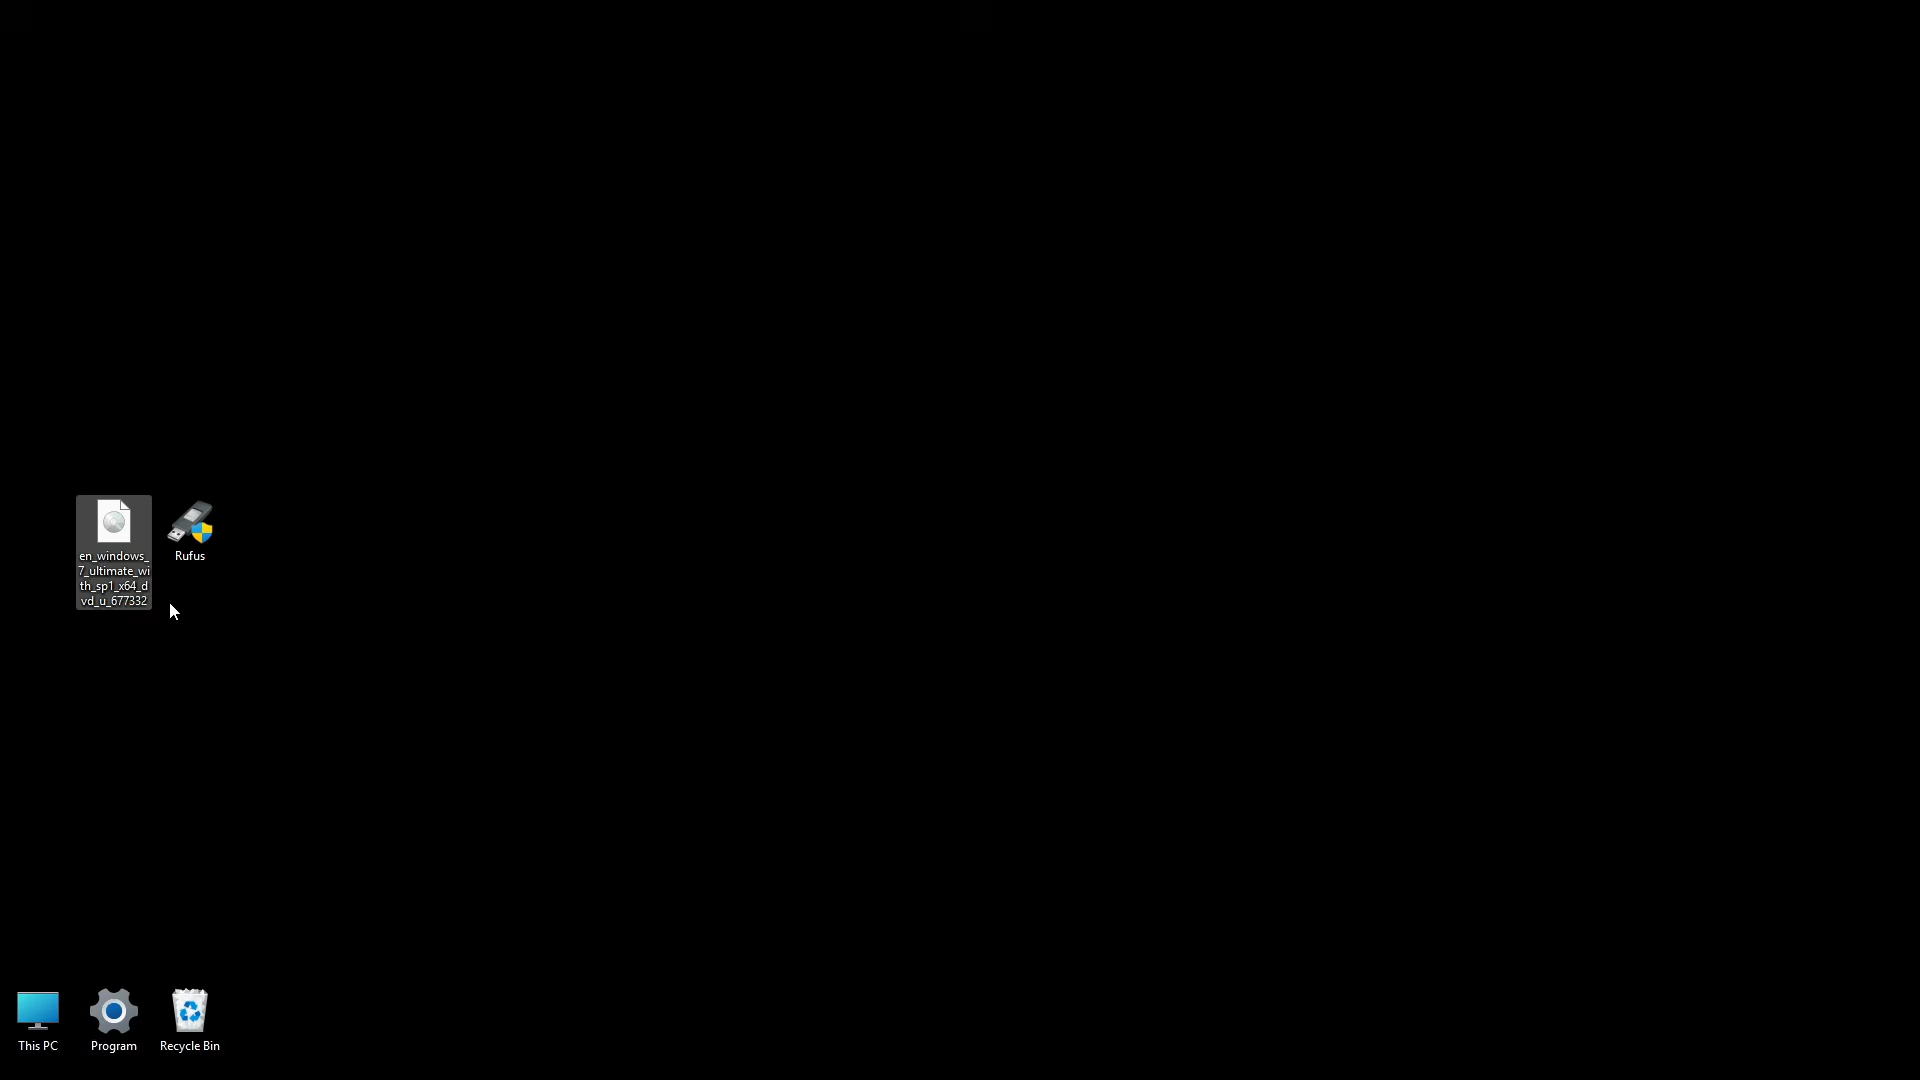 en_windows_
7_ultimate_wi
th_sp1_x64_d
vd_u_677332
Rufus
This PC
Program
Recycle Bin